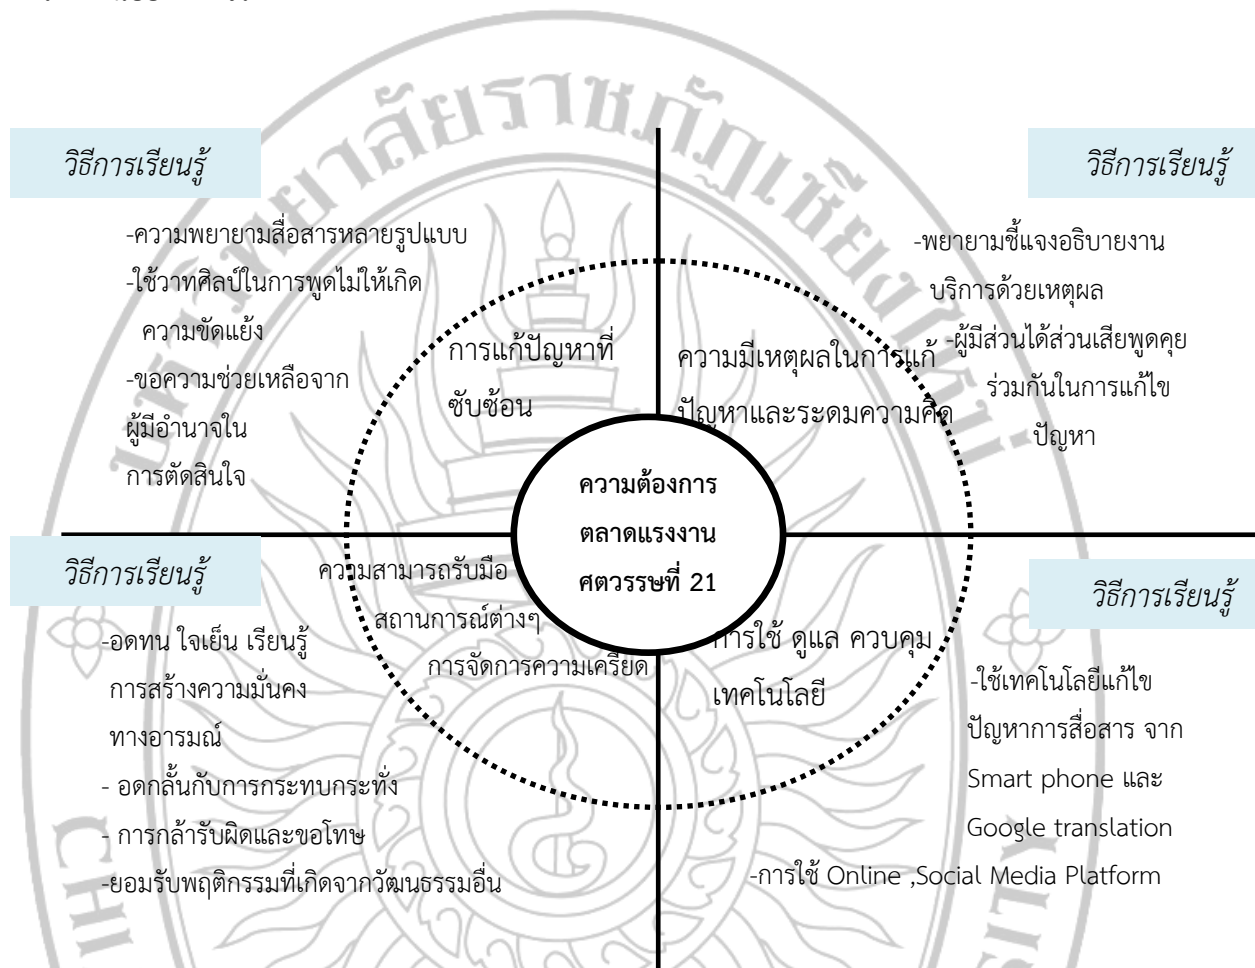 มหาวิทยาลัยราชภัฏเชียงใหม่
วิธีการเรียนรู้
-ความพยายามสื่อสารหลายรูปแบบ
-ใช้วาทศิลป์ในการพูดไม่ให้เกิด
ความขัดแย้ง
-ขอความช่วยเหลือจาก
ผู้มีอำนาจใน
การตัดสินใจ
การแก้ปัญหาที่
ซับซ้อน
วิธีการเรียนรู้
-พยายามชี้แจงอธิบายงาน
บริการด้วยเหตุผล
-ผู้มีส่วนได้ส่วนเสียพูดคุย
ร่วมกันในการแก้ไข
ปัญหา
ความมีเหตุผลในการแก้
ปัญหาและระดมความคิด
ความต้องการ
ตลาดแรงงาน
ศตวรรษที่ 21
วิธีการเรียนรู้
ความสามารถรับมือ
สถานการณ์ต่างๆ
การจัดการความเครียด
-อดทน ใจเย็น เรียนรู้
การสร้างความมั่นคง
ทางอารมณ์
- อดกลั้นกับการกระทบกระทั่ง
- การกล้ารับผิดและขอโทษ
-ยอมรับพฤติกรรมที่เกิดจากวัฒนธรรมอื่น
วิธีการเรียนรู้
การใช้ ดูแล ควบคุม
เทคโนโลยี
-ใช้เทคโนโลยีแก้ไข
ปัญหาการสื่อสาร จาก
Smart phone และ
Google translation
-การใช้ Online ,Social Media Platform